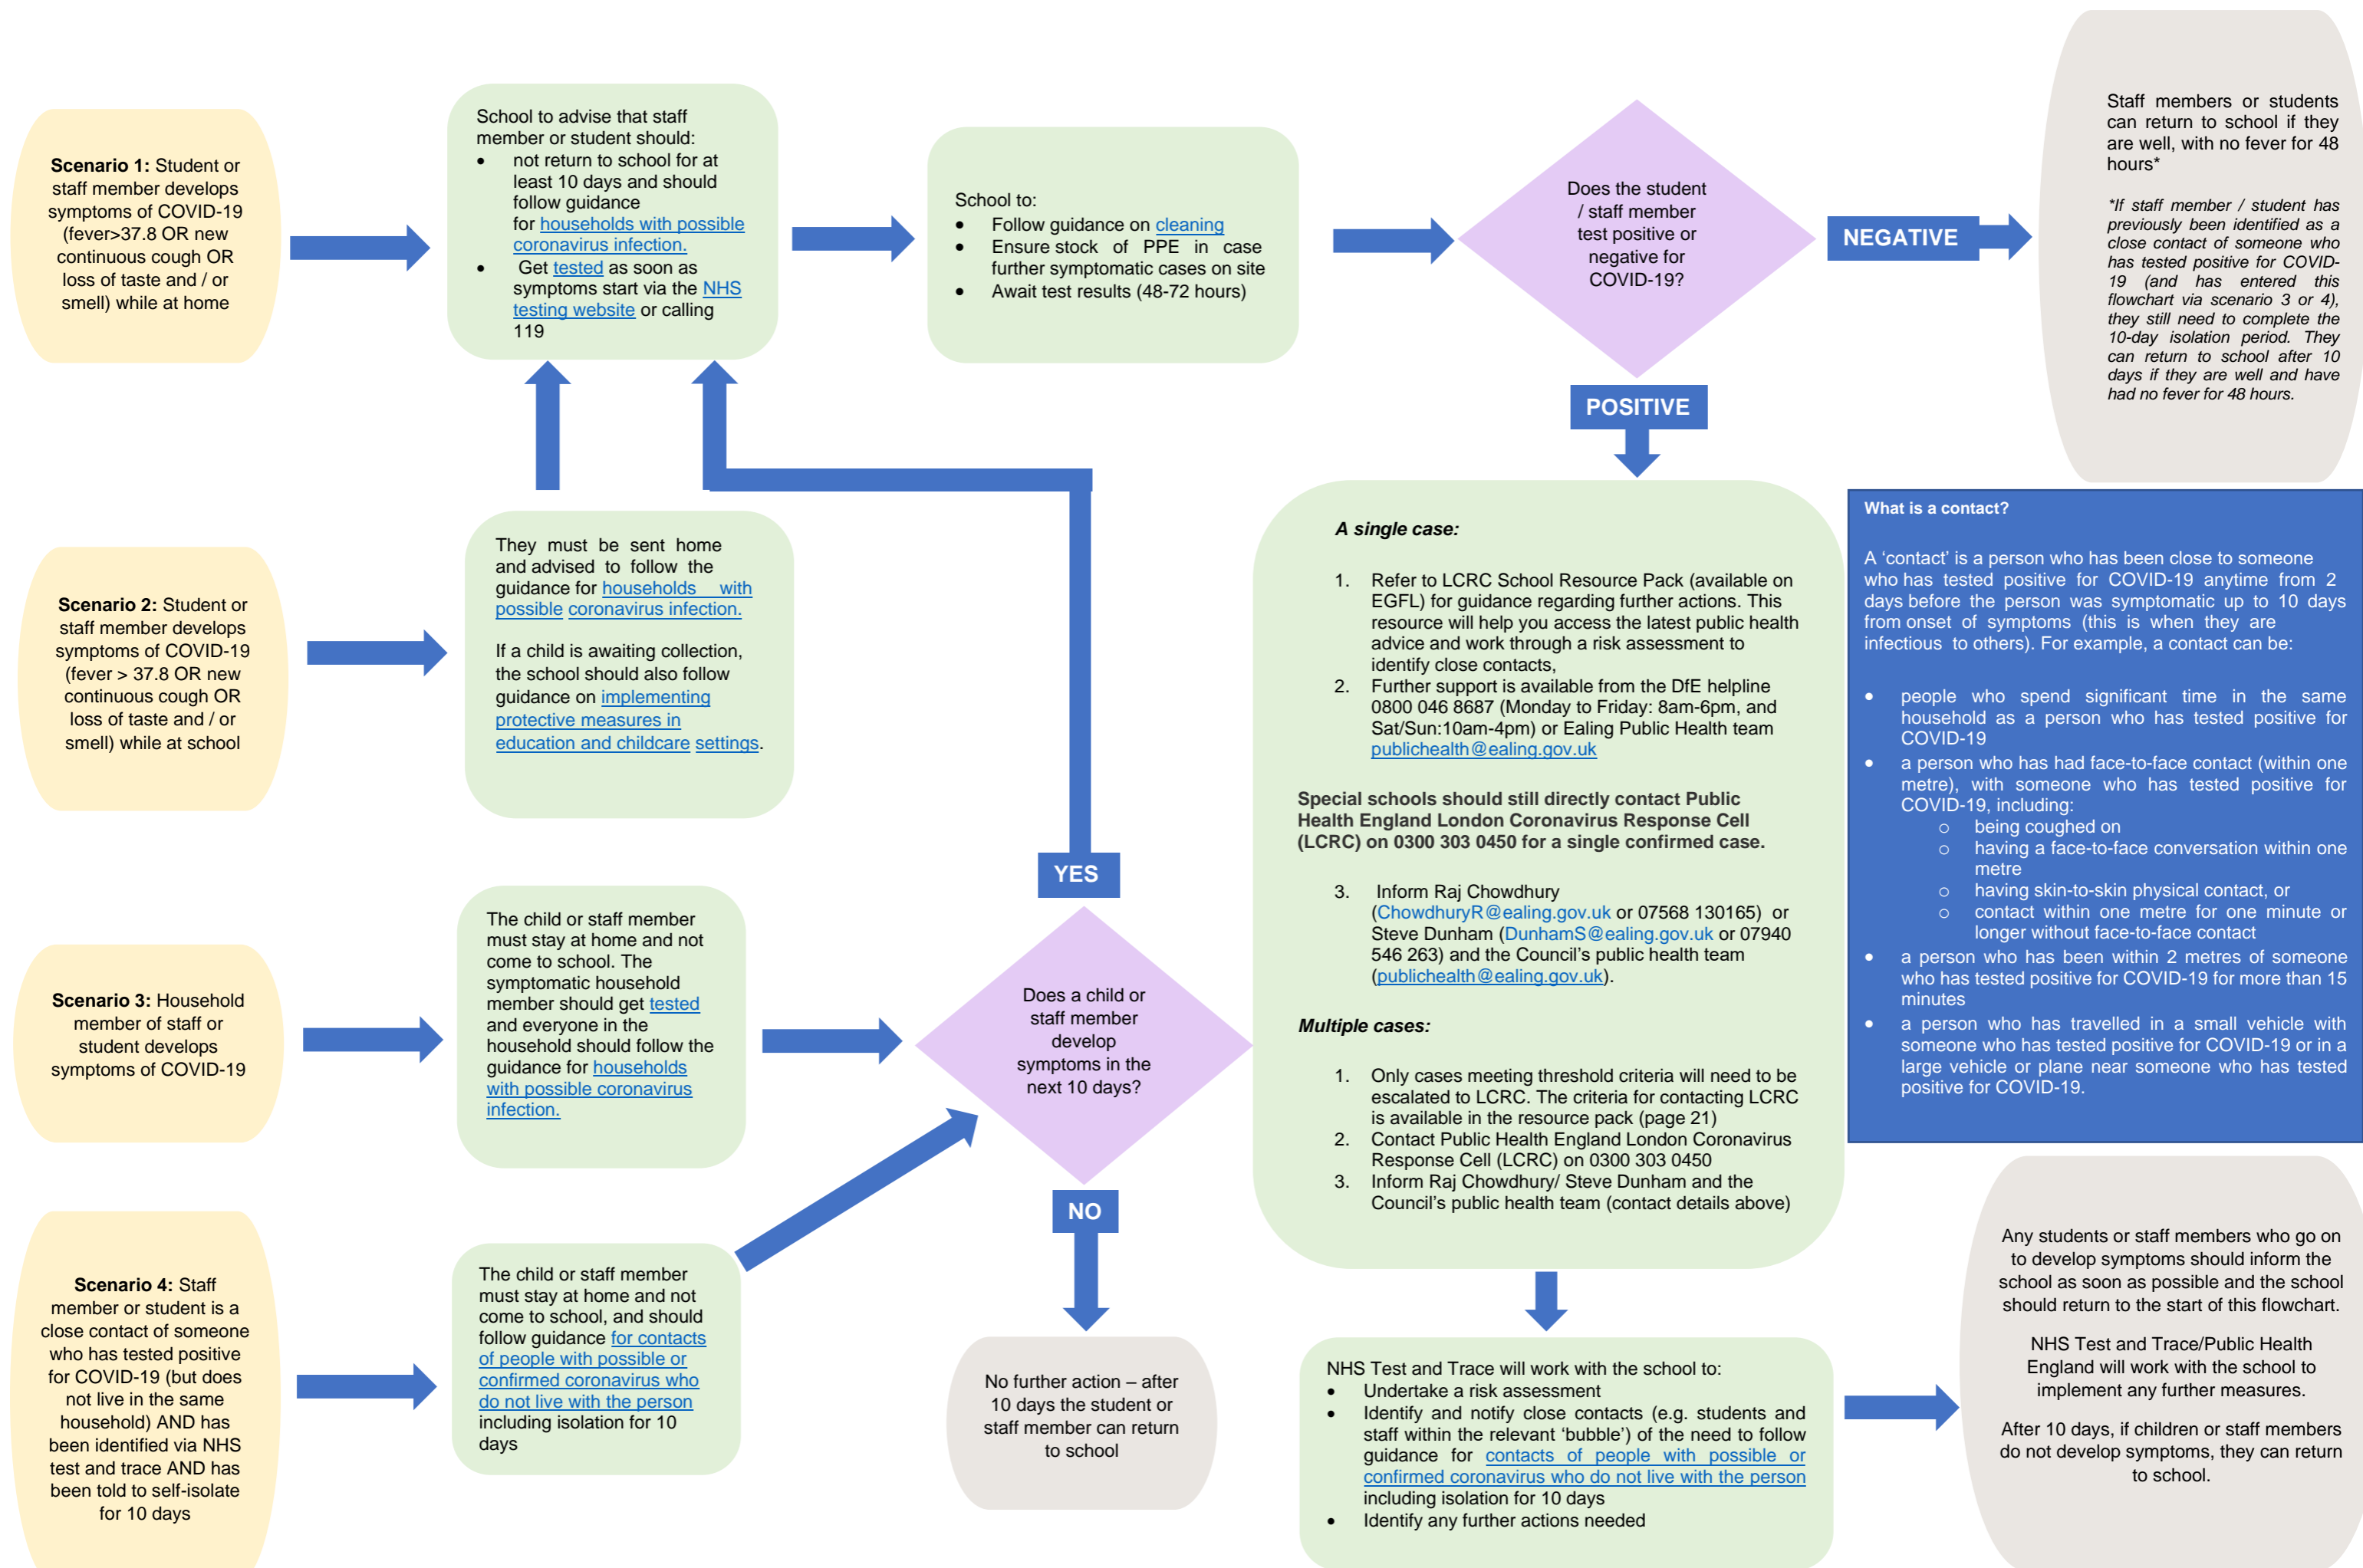 Scenario 1: Student or
staff member develops
symptoms of COVID-19
(fever>37.8 OR new
continuous cough OR
loss of taste and / or
smell) while at home
School to advise that staff
member or student should:
• not return to school for at
least 10 days and should
follow guidance
for households with possible
coronavirus infection.
• Get tested as soon as
symptoms start via the NHS
testing website or calling
119
School to:
• Follow guidance on cleaning
• Ensure stock of PPE in case
further symptomatic cases on site
• Await test results (48-72 hours)
Does the student
/ staff member
test positive or
negative for
COVID-19?
NEGATIVE
Staff members or students
can return to school if they
are well, with no fever for 48
hours*
*If staff member / student has
previously been identified as a
close contact of someone who
has tested positive for COVID-
19 (and has entered this
flowchart via scenario 3 or 4),
they still need to complete the
10-day isolation period. They
can return to school after 10
days if they are well and have
had no fever for 48 hours.
POSITIVE
Scenario 2: Student or
staff member develops
symptoms of COVID-19
(fever > 37.8 OR new
continuous cough OR
loss of taste and / or
smell) while at school
They must be sent home
and advised to follow the
guidance for households with
possible coronavirus infection.
If a child is awaiting collection,
the school should also follow
guidance on implementing
protective measures in
education and childcare settings.
A single case:
1. Refer to LCRC School Resource Pack (available on
EGFL) for guidance regarding further actions. This
resource will help you access the latest public health
advice and work through a risk assessment to
identify close contacts,
2. Further support is available from the DfE helpline
0800 046 8687 (Monday to Friday: 8am-6pm, and
Sat/Sun:10am-4pm) or Ealing Public Health team
publichealth@ealing.gov.uk
Special schools should still directly contact Public
Health England London Coronavirus Response Cell
(LCRC) on 0300 303 0450 for a single confirmed case.
3. Inform Raj Chowdhury
(ChowdhuryR@ealing.gov.uk or 07568 130165) or
Steve Dunham (DunhamS@ealing.gov.uk or 07940
546 263) and the Council’s public health team
(publichealth@ealing.gov.uk).
Multiple cases:
1. Only cases meeting threshold criteria will need to be
escalated to LCRC. The criteria for contacting LCRC
is available in the resource pack (page 21)
2. Contact Public Health England London Coronavirus
Response Cell (LCRC) on 0300 303 0450
3. Inform Raj Chowdhury/ Steve Dunham and the
Council’s public health team (contact details above)
What is a contact?
A ‘contact’ is a person who has been close to someone
who has tested positive for COVID-19 anytime from 2
days before the person was symptomatic up to 10 days
from onset of symptoms (this is when they are
infectious to others). For example, a contact can be:
• people who spend significant time in the same
household as a person who has tested positive for
COVID-19
• a person who has had face-to-face contact (within one
metre), with someone who has tested positive for
COVID-19, including:
o being coughed on
o having a face-to-face conversation within one
metre
o having skin-to-skin physical contact, or
o contact within one metre for one minute or
longer without face-to-face contact
• a person who has been within 2 metres of someone
who has tested positive for COVID-19 for more than 15
minutes
• a person who has travelled in a small vehicle with
someone who has tested positive for COVID-19 or in a
large vehicle or plane near someone who has tested
positive for COVID-19.
YES
Scenario 3: Household
member of staff or
student develops
symptoms of COVID-19
The child or staff member
must stay at home and not
come to school. The
symptomatic household
member should get tested
and everyone in the
household should follow the
guidance for households
with possible coronavirus
infection.
Does a child or
staff member
develop
symptoms in the
next 10 days?
NO
Scenario 4: Staff
member or student is a
close contact of someone
who has tested positive
for COVID-19 (but does
not live in the same
household) AND has
been identified via NHS
test and trace AND has
been told to self-isolate
for 10 days
The child or staff member
must stay at home and not
come to school, and should
follow guidance for contacts
of people with possible or
confirmed coronavirus who
do not live with the person
including isolation for 10
days
No further action – after
10 days the student or
staff member can return
to school
NHS Test and Trace will work with the school to:
• Undertake a risk assessment
• Identify and notify close contacts (e.g. students and
staff within the relevant ‘bubble’) of the need to follow
guidance for contacts of people with possible or
confirmed coronavirus who do not live with the person
including isolation for 10 days
• Identify any further actions needed
Any students or staff members who go on
to develop symptoms should inform the
school as soon as possible and the school
should return to the start of this flowchart.
NHS Test and Trace/Public Health
England will work with the school to
implement any further measures.
After 10 days, if children or staff members
do not develop symptoms, they can return
to school.